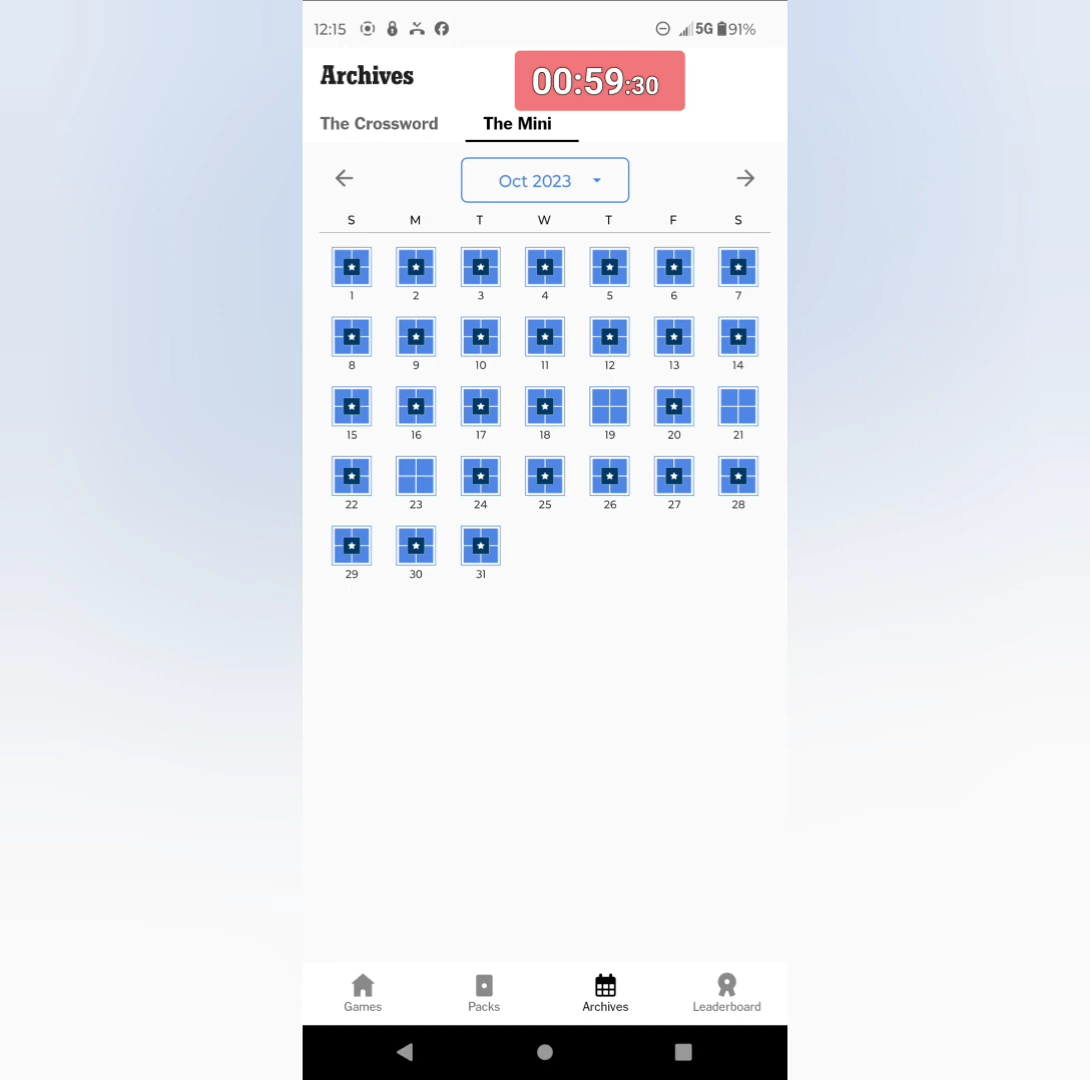 12:15 5G 91%
Archives
00:59:30
The Crossword The Mini
Oct 2023
S M T W T F S
1 2 3 4 5 6 7
8 9 10 11 12 13 14
15 16 17 18 19 20 21
22 23 24 25 26 27 28
29 30 31
Games Packs Archives Leaderboard